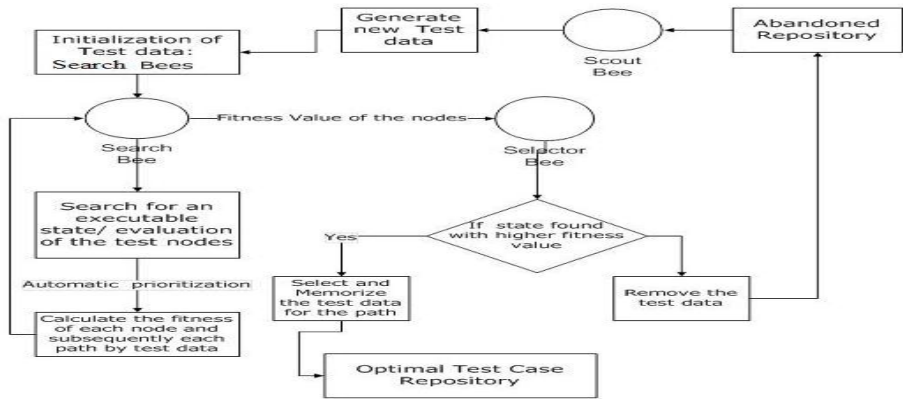 Generate
new Test
data
Abandoned
Repository
Initialization of
Test data:
Search Bees
Scout
Bee
Fitness Value of the nodes
Search
Bee
Selector
Bee
Search for an
executable
state/ evaluation
of the test nodes
If state found
with higher fitness
value
Yes
Automatic prioritization
Select and
Memorize
the test data
for the path
Remove the
test data
Calculate the fitness
of each node and
subsequently each
path by test data
Optimal Test Case
Repository